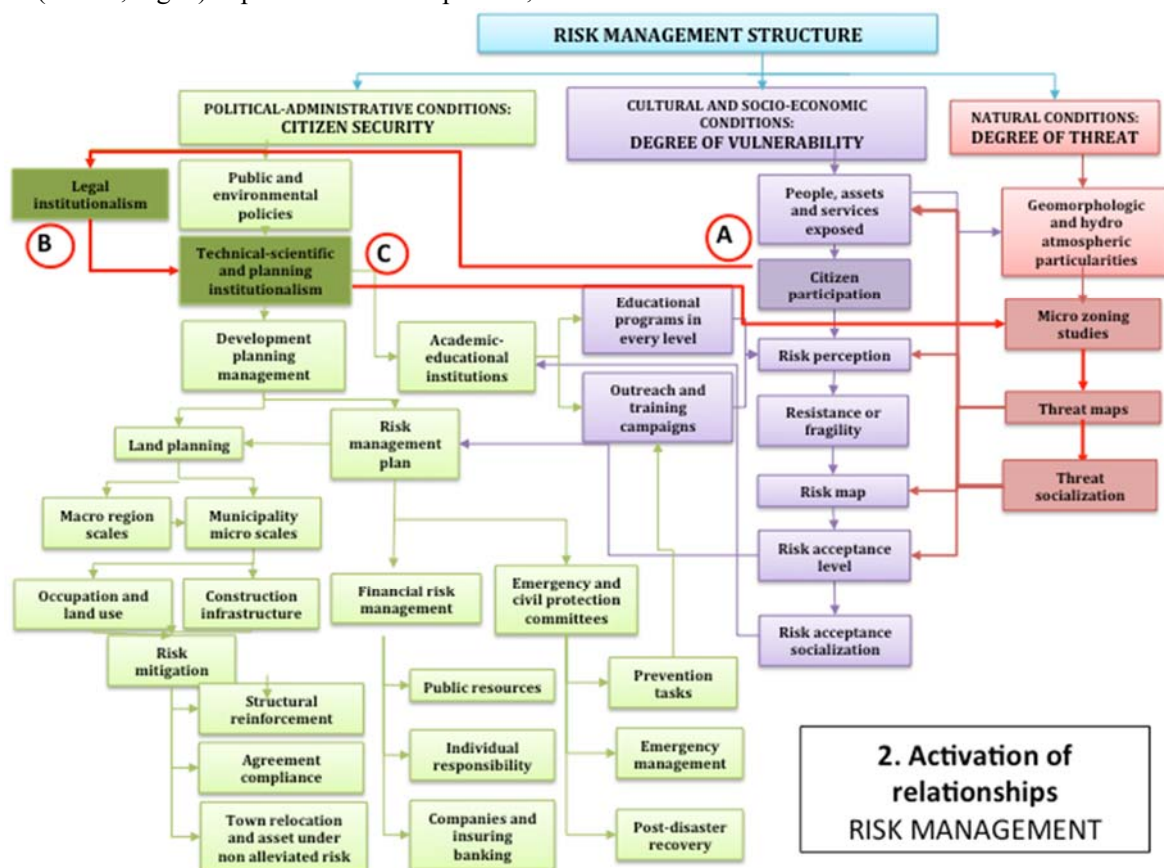 RISK MANAGEMENT STRUCTURE
POLITICAL-ADMINISTRATIVE CONDITIONS:
CITIZEN SECURITY
CULTURAL AND SOCIO-ECONOMIC
CONDITIONS:
DEGREE OF VULNERABILITY
NATURAL CONDITIONS:
DEGREE OF THREAT
Legal
institutionalism
Public and
environmental
policies
People, assets
and services
exposed
Geomorphologic
and hydro
atmospheric
particularities
B
C
A
Technical-scientific
and planning
institutionalism
Citizen
participation
Educational
programs in
every level
Micro zoning
studies
Development
planning
management
Academic-
educational
institutions
Risk perception
Outreach and
training
campaigns
Resistance or
fragility
Threat maps
Land planning
Risk
management
plan
Threat
socialization
Risk map
Macro region
scales
Municipality
micro scales
Risk acceptance
level
Occupation and
land use
Construction
infrastructure
Financial risk
management
Emergency and
civil protection
committees
Risk acceptance
socialization
Risk
mitigation
Public resources
Prevention
tasks
Structural
reinforcement
Agreement
compliance
Individual
responsibility
Emergency
management
Town relocation
and asset under
non alleviated risk
Companies and
insuring
banking
Post-disaster
recovery
2. Activation of
relationships
RISK MANAGEMENT